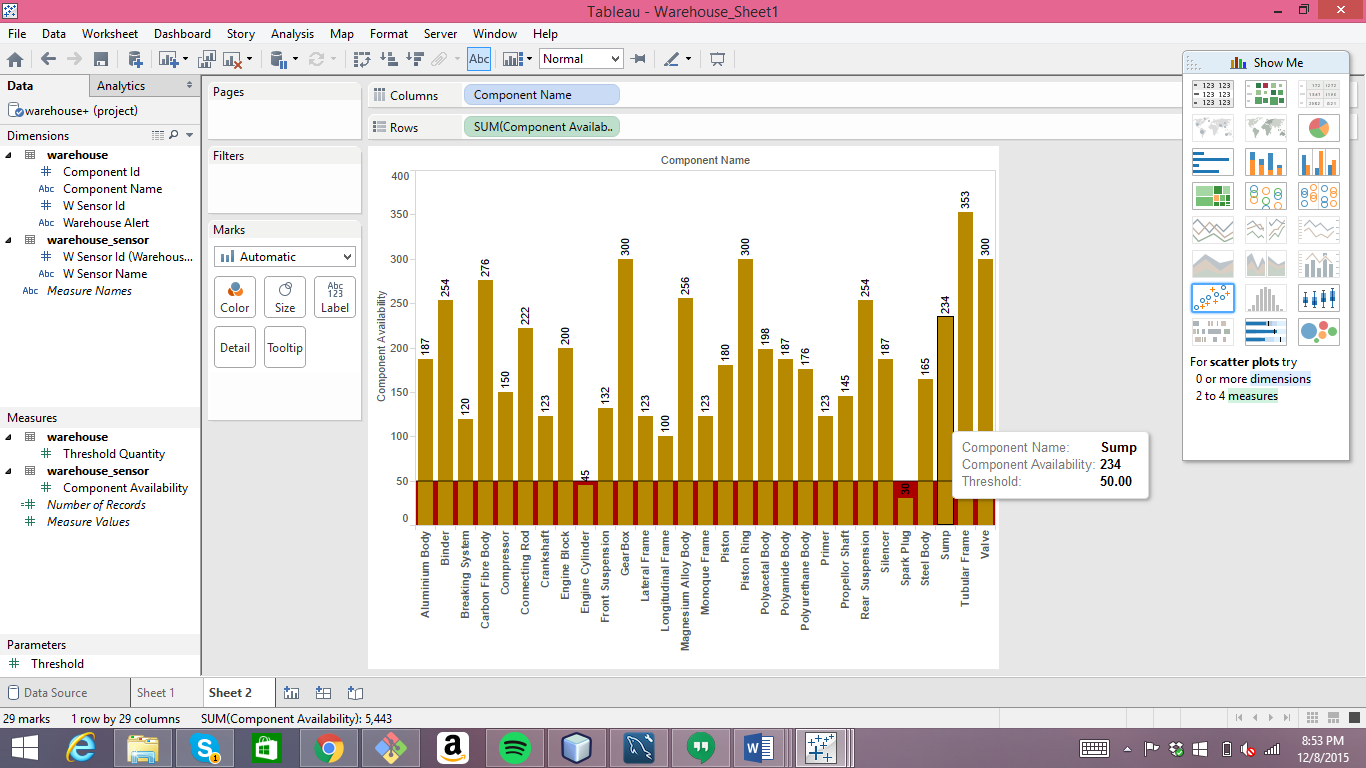 Tableau - Warehouse_Sheet1
File Data Worksheet Dashboard Story Analysis Map Format Server Window Help
Abc Normal
Data Analytics
warehouse+ (project)
Dimensions
warehouse
# Component Id
Abc Component Name
# W Sensor Id
Abc Warehouse Alert
warehouse_sensor
# W Sensor Id (Warehous...
Abc W Sensor Name
Abc Measure Names
Measures
warehouse
# Threshold Quantity
warehouse_sensor
# Component Availability
# Number of Records
# Measure Values
Parameters
# Threshold
Pages
Filters
Marks
Automatic
Color Size Abc 123 Label
Detail Tooltip
Columns Component Name
Rows SUM(Component Availab..
Component Name
Component Availability
400
350
300
250
200
150
100
50
0
187
254
120
276
150
222
123
200
45
132
300
123
100
256
123
180
300
198
187
176
123
145
254
187
30
165
234
353
300
Aluminium Body
Binder
Breaking System
Carbon Fibre Body
Compressor
Connecting Rod
Crankshaft
Engine Block
Engine Cylinder
Front Suspension
GearBox
Lateral Frame
Longitudinal Frame
Magnesium Alloy Body
Monoque Frame
Piston
Piston Ring
Polyacetal Body
Polyamide Body
Polyurethane Body
Primer
Propellor Shaft
Rear Suspension
Silencer
Spark Plug
Steel Body
Sump
Tubular Frame
Valve
Component Name: Sump
Component Availability: 234
Threshold: 50.00
Show Me
For scatter plots try
0 or more dimensions
2 to 4 measures
Data Source Sheet 1 Sheet 2
29 marks 1 row by 29 columns SUM(Component Availability): 5,443
8:53 PM
12/8/2015